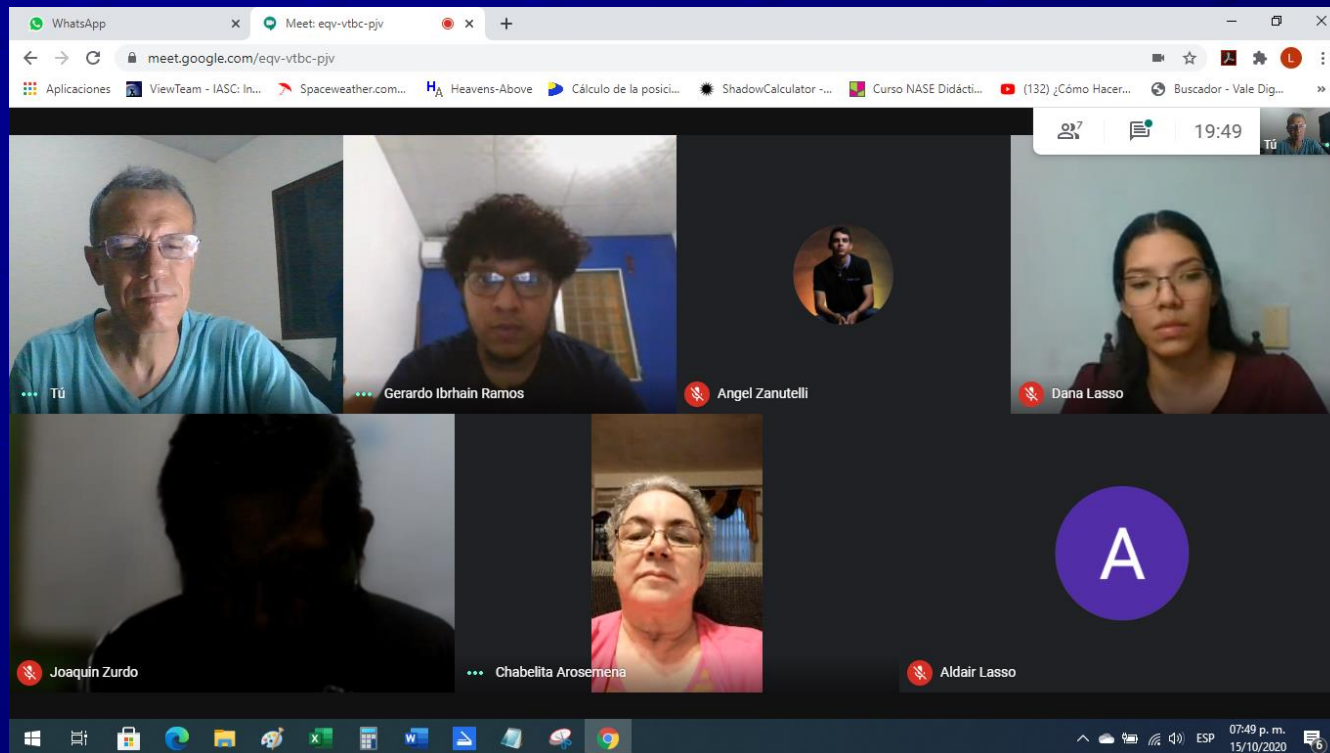 WhatsApp
Meet: eqv-vtbc-pjv
meet.google.com/eqv-vtbc-pjv
L
Aplicaciones
ViewTeam - IASC: In...
Spaceweather.com...
HA Heavens-Above
Cálculo de la posici...
ShadowCalculator -...
Curso NASE Didácti...
(132) ¿Cómo Hacer...
Buscador - Vale Dig...
»
7
19:49
Tú
Tú
Gerardo Ibrhain Ramos
Angel Zanutelli
Dana Lasso
A
Joaquin Zurdo
Chabelita Arosemena
Aldair Lasso
ESP
07:49 p. m.
15/10/2020
6